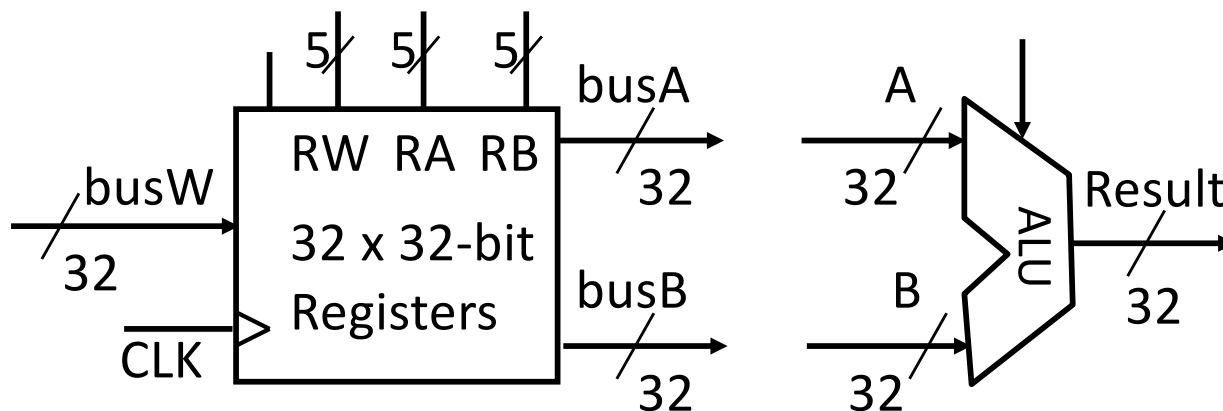 5 5 5
busA
A
RW RA RB
busW
32
32
Result
32 x 32-bit
ALU
32
busB
B
Registers
32
CLK
32
32